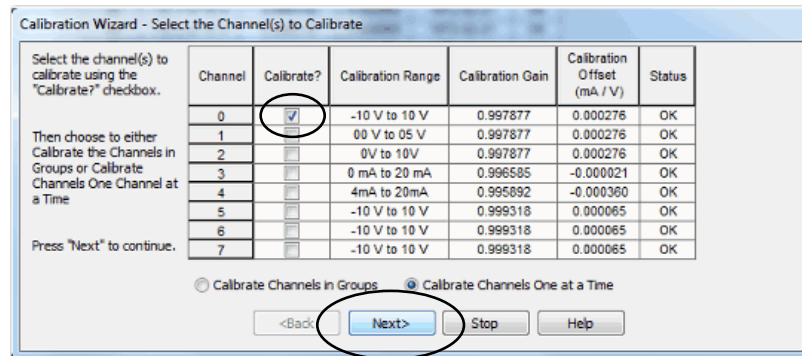 Calibration Wizard - Select the Channel(s) to Calibrate
Select the channel(s) to
calibrate using the
"Calibrate?" checkbox.
Then choose to either
Calibrate the Channels in
Groups or Calibrate
Channels One Channel at
a Time
Press "Next" to continue.
Channel Calibrate? Calibration Range Calibration Gain Calibration Offset (mA / V) Status
0 -10 V to 10 V 0.997877 0.000276 OK
1 00 V to 05 V 0.997877 0.000276 OK
2 0V to 10V 0.997877 0.000276 OK
3 0 mA to 20 mA 0.996585 -0.000021 OK
4 4mA to 20mA 0.995892 -0.000360 OK
5 -10 V to 10 V 0.999318 0.000065 OK
6 -10 V to 10 V 0.999318 0.000065 OK
7 -10 V to 10 V 0.999318 0.000065 OK
Calibrate Channels in Groups Calibrate Channels One at a Time
<Back Next> Stop Help